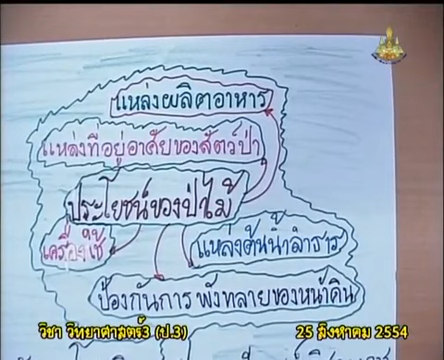 แหล่งผลิตอาหาร
แหล่งที่อยู่อาศัยของสัตว์ป่า
ประโยชน์ของป่าไม้
เครื่องใช้
แหล่งต้นน้ำลำธาร
ป้องกันการ พังทลายของหน้าดิน
วิชา วิทยาศาสตร์3 (ป.3)
25 สิงหาคม 2554